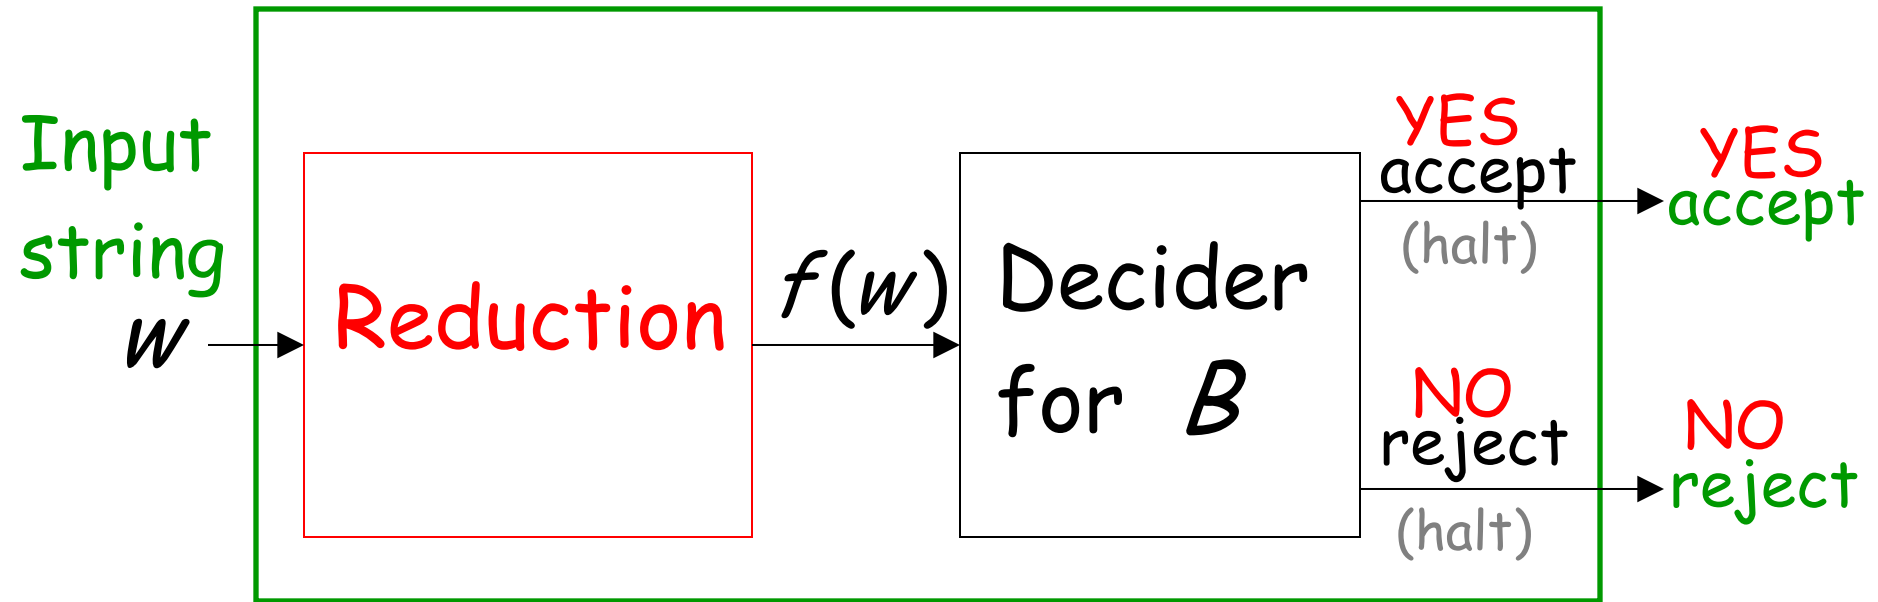 Input
string
w
Reduction
f(w)
Decider
for B
YES
accept
(halt)
NO
reject
(halt)
YES
accept
NO
reject